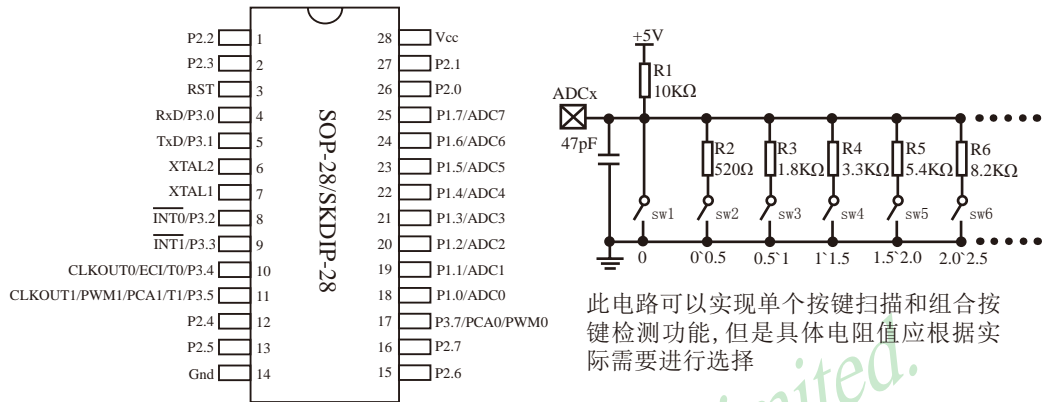 P2.2 1
P2.3 2
RST 3
RxD/P3.0 4
TxD/P3.1 5
XTAL2 6
XTAL1 7
INT0/P3.2 8
INT1/P3.3 9
CLKOUT0/ECI/T0/P3.4 10
CLKOUT1/PWM1/PCA1/T1/P3.5 11
P2.4 12
P2.5 13
Gnd 14
SOP-28/SKDIP-28
28 Vcc
27 P2.1
26 P2.0
25 P1.7/ADC7
24 P1.6/ADC6
23 P1.5/ADC5
22 P1.4/ADC4
21 P1.3/ADC3
20 P1.2/ADC2
19 P1.1/ADC1
18 P1.0/ADC0
17 P3.7/PCA0/PWM0
16 P2.7
15 P2.6
+5V
R1
10KΩ
ADCx
47pF
R2
520Ω
R3
1.8KΩ
R4
3.3KΩ
R5
5.4KΩ
R6
8.2KΩ
sw1 sw2 sw3 sw4 sw5 sw6
0 0~0.5 0.5~1 1~1.5 1.5~2.0 2.0~2.5
此电路可以实现单个按键扫描和组合按
键检测功能,但是具体电阻值应根据实
际需要进行选择